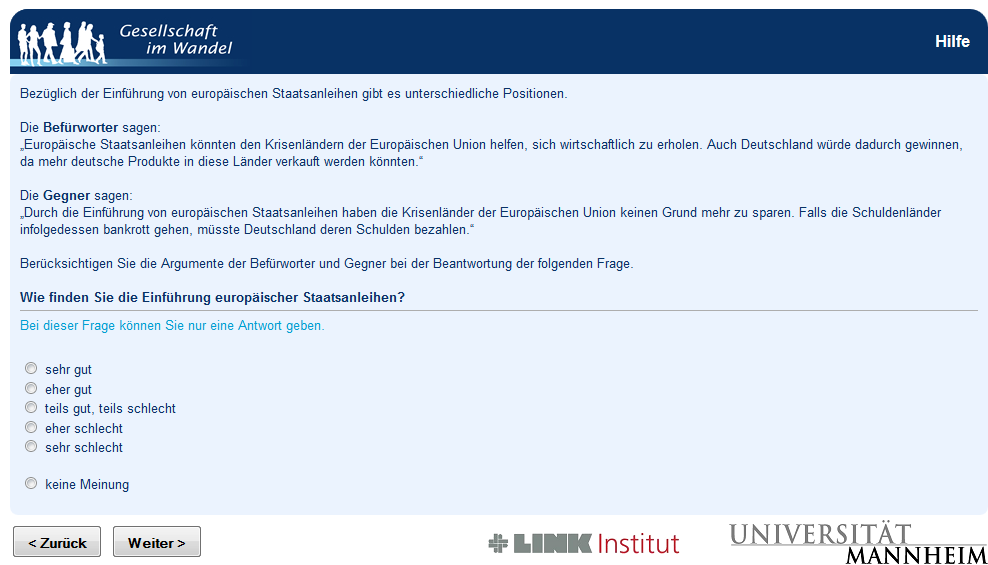 Gesellschaft
im Wandel
Hilfe
Bezüglich der Einführung von europäischen Staatsanleihen gibt es unterschiedliche Positionen.
Die Befürworter sagen:
„Europäische Staatsanleihen könnten den Krisenländern der Europäischen Union helfen, sich wirtschaftlich zu erholen. Auch Deutschland würde dadurch gewinnen,
da mehr deutsche Produkte in diese Länder verkauft werden könnten.“
Die Gegner sagen:
„Durch die Einführung von europäischen Staatsanleihen haben die Krisenländer der Europäischen Union keinen Grund mehr zu sparen. Falls die Schuldenländer
infolgedessen bankrott gehen, müsste Deutschland deren Schulden bezahlen.“
Berücksichtigen Sie die Argumente der Befürworter und Gegner bei der Beantwortung der folgenden Frage.
Wie finden Sie die Einführung europäischer Staatsanleihen?
Bei dieser Frage können Sie nur eine Antwort geben.
sehr gut
eher gut
teils gut, teils schlecht
eher schlecht
sehr schlecht
keine Meinung
< Zurück
Weiter >
LINK Institut
UNIVERSITÄT
MANNHEIM